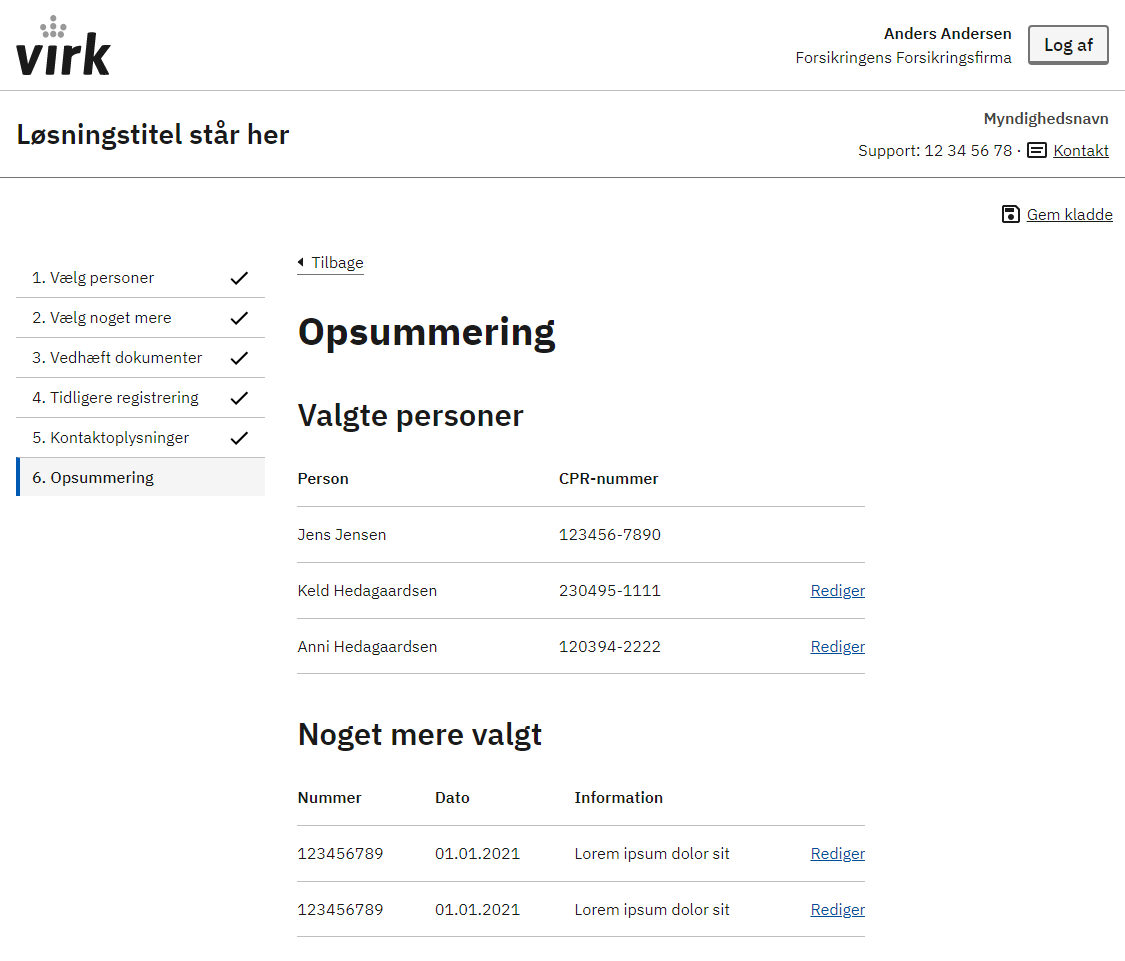 virk
Anders Andersen
Forsikringens Forsikringsfirma
Log af
Løsningstitel står her
Myndighedsnavn
Support: 12 34 56 78 · Kontakt
Gem kladde
1. Vælg personer
2. Vælg noget mere
3. Vedhæft dokumenter
4. Tidligere registrering
5. Kontaktoplysninger
6. Opsummering
Tilbage
Opsummering
Valgte personer
Person CPR-nummer
Jens Jensen 123456-7890
Keld Hedagaardsen 230495-1111 Rediger
Anni Hedagaardsen 120394-2222 Rediger
Noget mere valgt
Nummer Dato Information
123456789 01.01.2021 Lorem ipsum dolor sit Rediger
123456789 01.01.2021 Lorem ipsum dolor sit Rediger